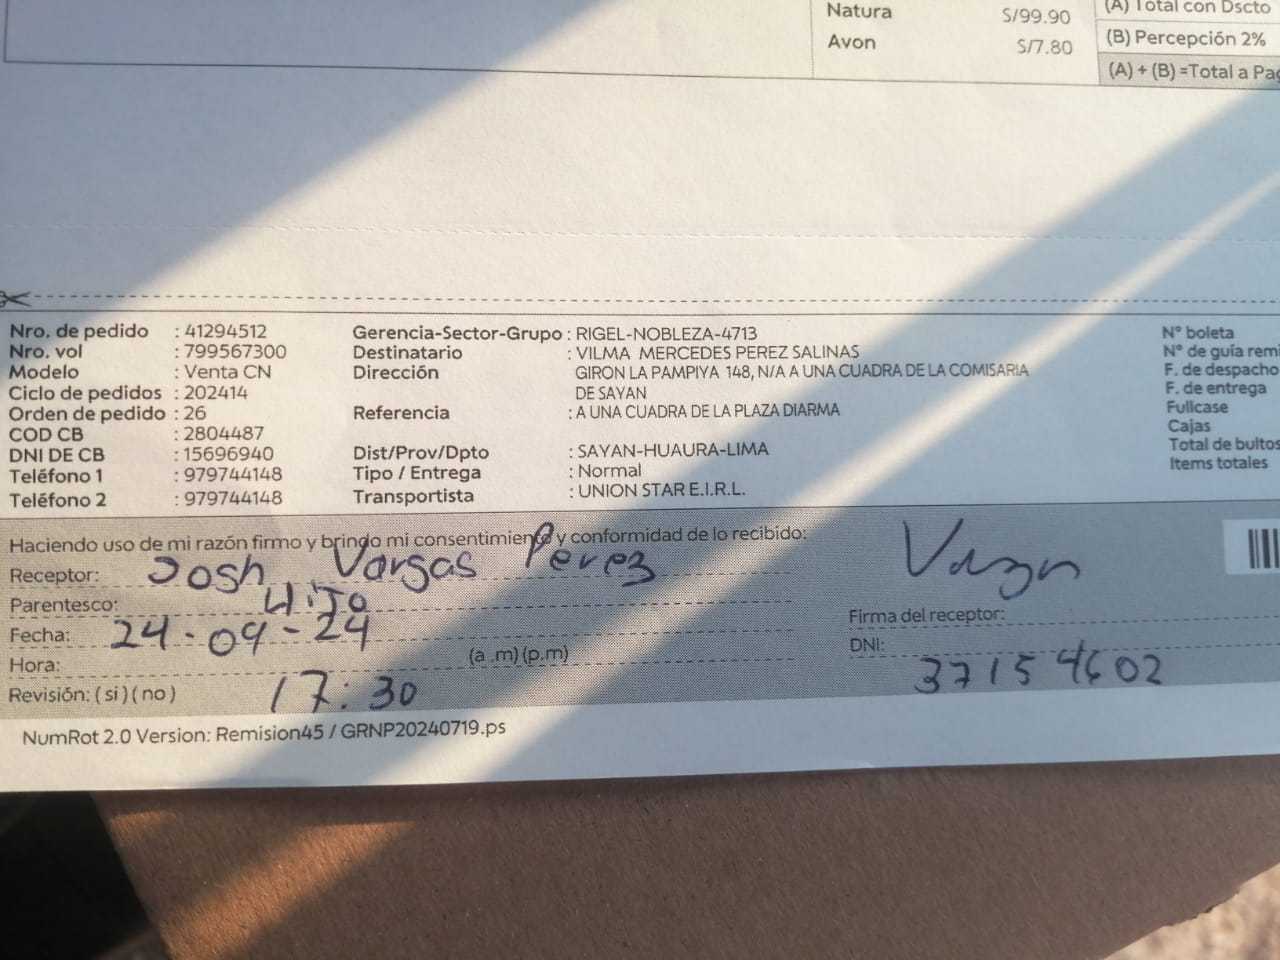 Natura S/99.90 (A) Total con Dscto
Avon S/7.80 (B) Percepción 2%
(A) + (B) =Total a Pag
Nro. de pedido : 41294512 Gerencia-Sector-Grupo : RIGEL-NOBLEZA-4713 N° boleta
Nro. vol : 799567300 Destinatario : VILMA MERCEDES PEREZ SALINAS N° de guía remi
Modelo : Venta CN Dirección GIRON LA PAMPIYA 148, N/A A UNA CUADRA DE LA COMISARIA F. de despacho
Ciclo de pedidos : 202414 DE SAYAN F. de entrega
Orden de pedido : 26 Referencia : A UNA CUADRA DE LA PLAZA DIARMA Fullcase
COD CB : 2804487 Cajas
DNI DE CB : 15696940 Dist/Prov/Dpto : SAYAN-HUAURA-LIMA Total de bultos
Teléfono 1 : 979744148 Tipo / Entrega : Normal Items totales
Teléfono 2 : 979744148 Transportista : UNION STAR E.I.R.L.
Haciendo uso de mi razón firmo y brindo mi consentimiento y conformidad de lo recibido:
Receptor: Josh Vargas Perez
Parentesco: HiJo
Fecha: 24-09-24 Firma del receptor:
Hora: (a .m) (p.m) DNI: 37154602
Revisión: ( si ) ( no ) 17:30
NumRot 2.0 Version: Remision45 / GRNP20240719.ps